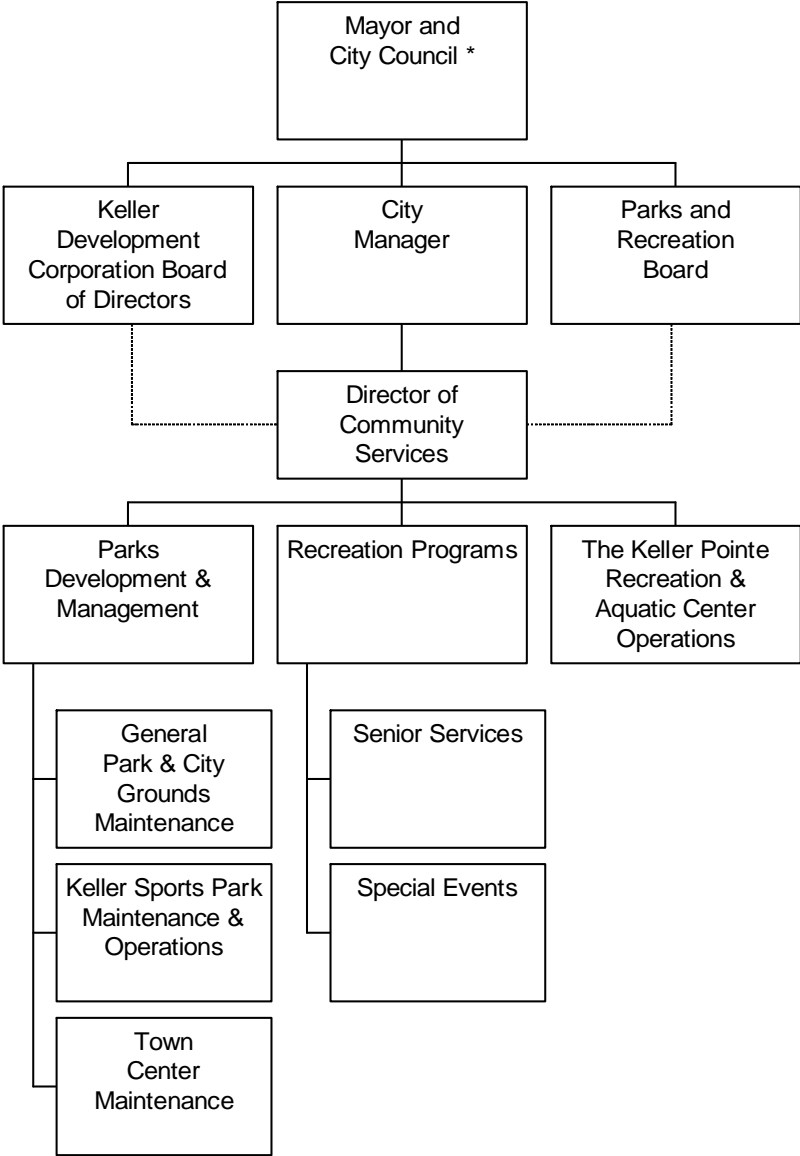 Mayor and
City Council *
Keller
Development
Corporation Board
of Directors
City
Manager
Parks and
Recreation
Board
Director of
Community
Services
Parks
Development &
Management
Recreation Programs
The Keller Pointe
Recreation &
Aquatic Center
Operations
General
Park & City
Grounds
Maintenance
Senior Services
Keller Sports Park
Maintenance &
Operations
Special Events
Town
Center
Maintenance